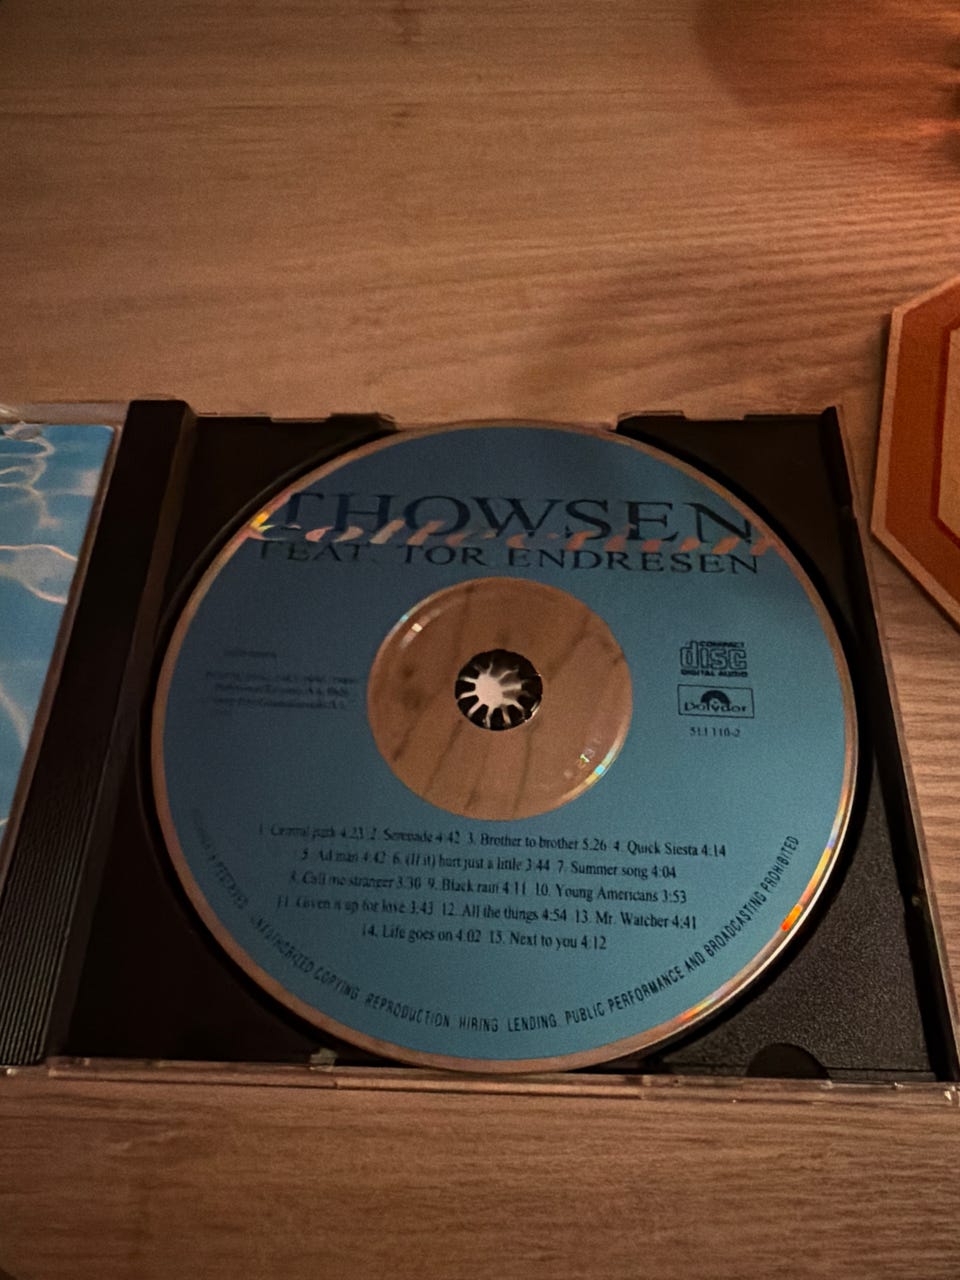 THOWSEN
collection
FEAT. TOR ENDRESEN
COMPACT
disc
DIGITAL AUDIO
Polydor
511 110-2
1. Central park 4.23 2. Serenade 4:42 3. Brother to brother 5.26 4. Quick Siesta 4:14
5. Ad man 4:42 6. (If it) hurt just a little 3:44 7. Summer song 4:04
8. Call me stranger 3.30 9. Black rain 4.11 10. Young Americans 3:53
11. Given it up for love 3:43 12. All the things 4:54 13. Mr. Watcher 4:41
14. Life goes on 4.02 15. Next to you 4:12
UNAUTHORIZED COPYING. REPRODUCTION. HIRING. LENDING. PUBLIC PERFORMANCE AND BROADCASTING PROHIBITED